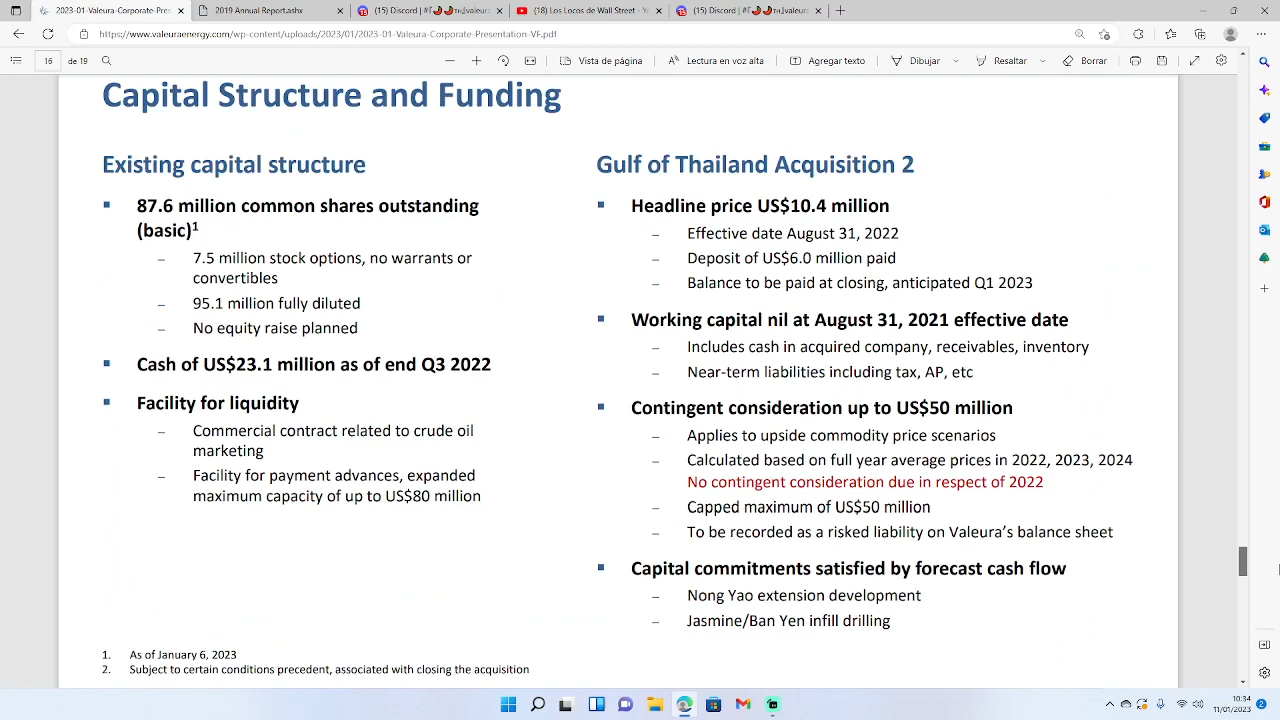 2023-01-Valeura-Corporate-Pres
2019 Annual Report
(15) Discord |
(18) Los Locos de Wall Street - Yo
(15) Discord |
https://www.valeuraenergy.com/wp-content/uploads/2023/01/2023-01-Valeura-Corporate-Presentation-VF.pdf
16 de 19
Vista de página
Lectura en voz alta
Agregar texto
Dibujar
Resaltar
Borrar
Capital Structure and Funding
Existing capital structure
87.6 million common shares outstanding
(basic)1
– 7.5 million stock options, no warrants or
convertibles
– 95.1 million fully diluted
– No equity raise planned
Cash of US$23.1 million as of end Q3 2022
Facility for liquidity
– Commercial contract related to crude oil
marketing
– Facility for payment advances, expanded
maximum capacity of up to US$80 million
Gulf of Thailand Acquisition 2
Headline price US$10.4 million
– Effective date August 31, 2022
– Deposit of US$6.0 million paid
– Balance to be paid at closing, anticipated Q1 2023
Working capital nil at August 31, 2021 effective date
– Includes cash in acquired company, receivables, inventory
– Near-term liabilities including tax, AP, etc
Contingent consideration up to US$50 million
– Applies to upside commodity price scenarios
– Calculated based on full year average prices in 2022, 2023, 2024
No contingent consideration due in respect of 2022
– Capped maximum of US$50 million
– To be recorded as a risked liability on Valeura's balance sheet
Capital commitments satisfied by forecast cash flow
– Nong Yao extension development
– Jasmine/Ban Yen infill drilling
1. As of January 6, 2023
2. Subject to certain conditions precedent, associated with closing the acquisition
10:34
11/01/2023
2